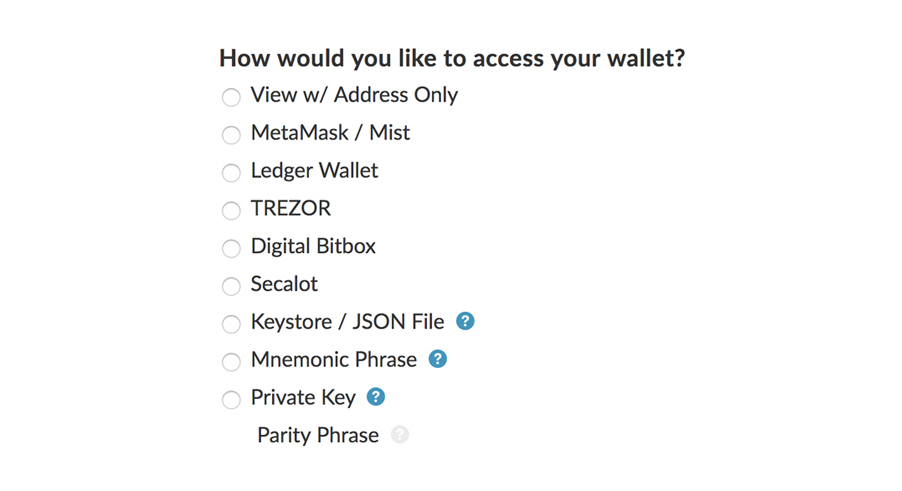 How would you like to access your wallet?
View w/ Address Only
MetaMask / Mist
Ledger Wallet
TREZOR
Digital Bitbox
Secalot
Keystore / JSON File ?
Mnemonic Phrase ?
Private Key ?
Parity Phrase ?